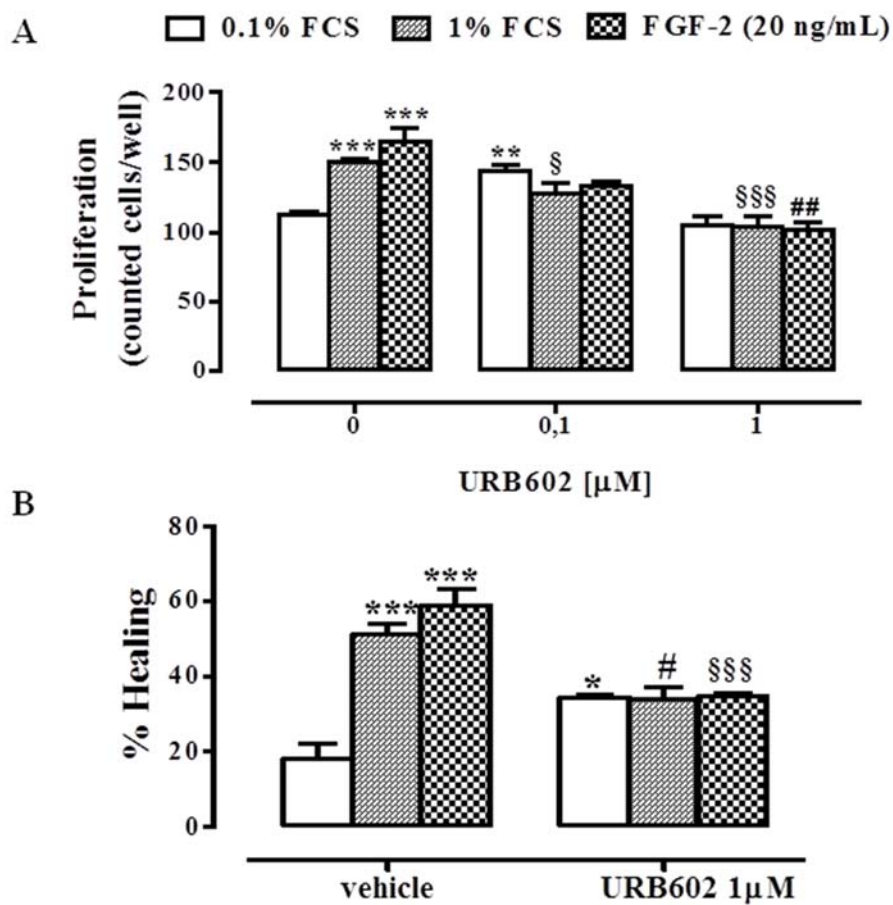 A
0.1% FCS 1% FCS FGF-2 (20 ng/mL)
Proliferation
(counted cells/well)
200
150
100
50
0
*** ***
** §
§§§ ##
0 0,1 1
URB602 [µM]
B
% Healing
80
60
40
20
0
*** ***
* # §§§
vehicle URB602 1µM